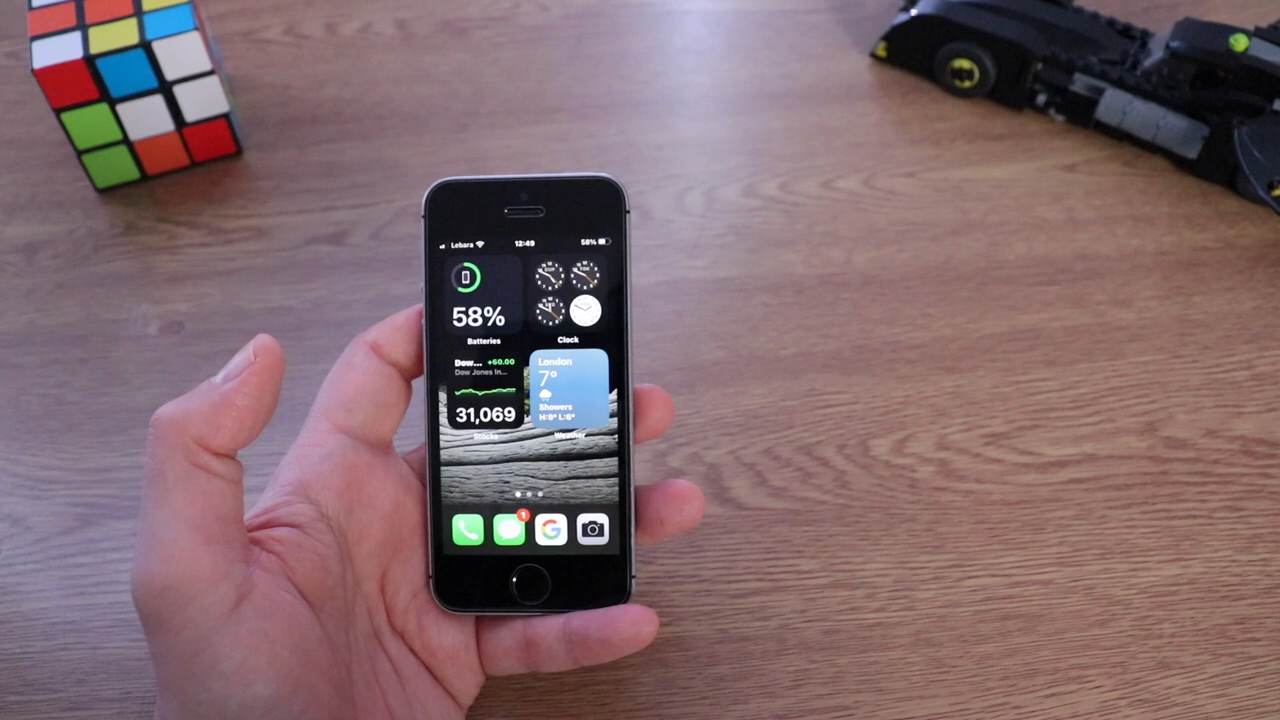 Lebara 12:49 58%
58%
Batteries
Clock
Dow... +60.00
Dow Jones In...
31,069
Stocks
London
7°
Showers
H:9° L:6°
Weather
1
G